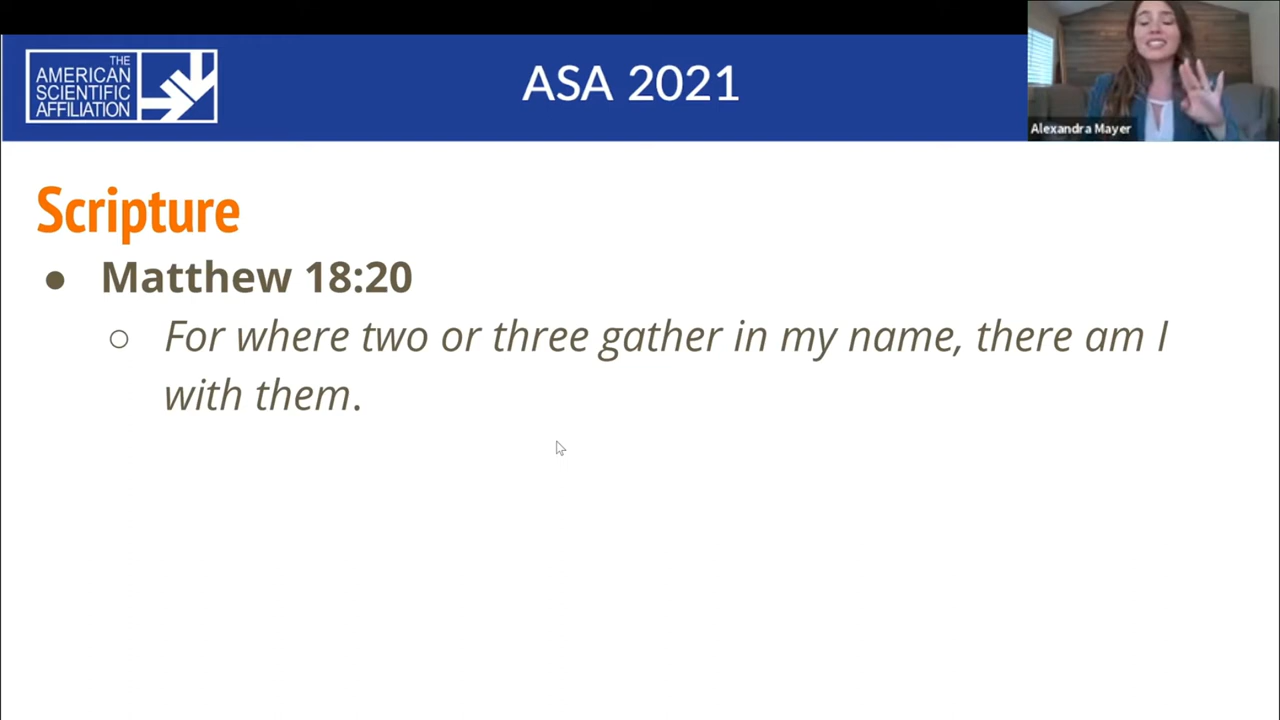 THE
AMERICAN
SCIENTIFIC
AFFILIATION
ASA 2021
Alexandra Mayer
Scripture
● Matthew 18:20
○ For where two or three gather in my name, there am I
with them.